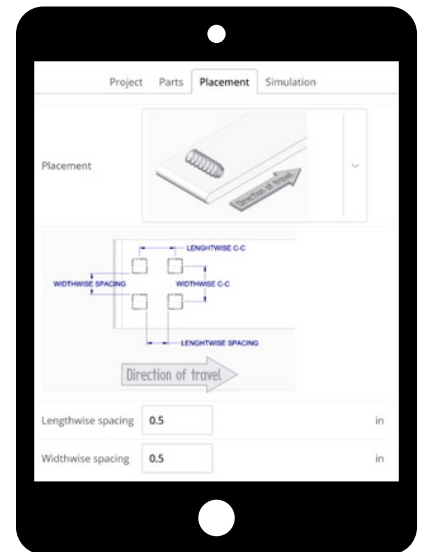 Project Parts Placement Simulation
Placement
Direction of travel
LENGHTWISE C-C
WIDTHWISE SPACING
WIDTHWISE C-C
LENGHTWISE SPACING
Direction of travel
Lengthwise spacing 0.5 in
Widthwise spacing 0.5 in